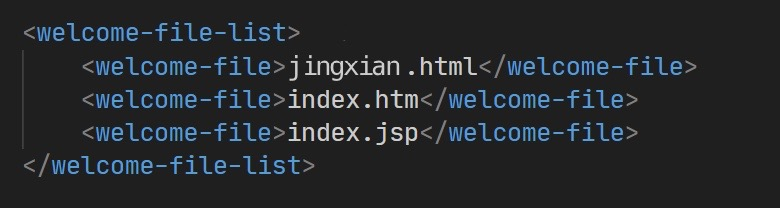 <welcome-file-list>
<welcome-file>jingxian.html</welcome-file>
<welcome-file>index.htm</welcome-file>
<welcome-file>index.jsp</welcome-file>
</welcome-file-list>